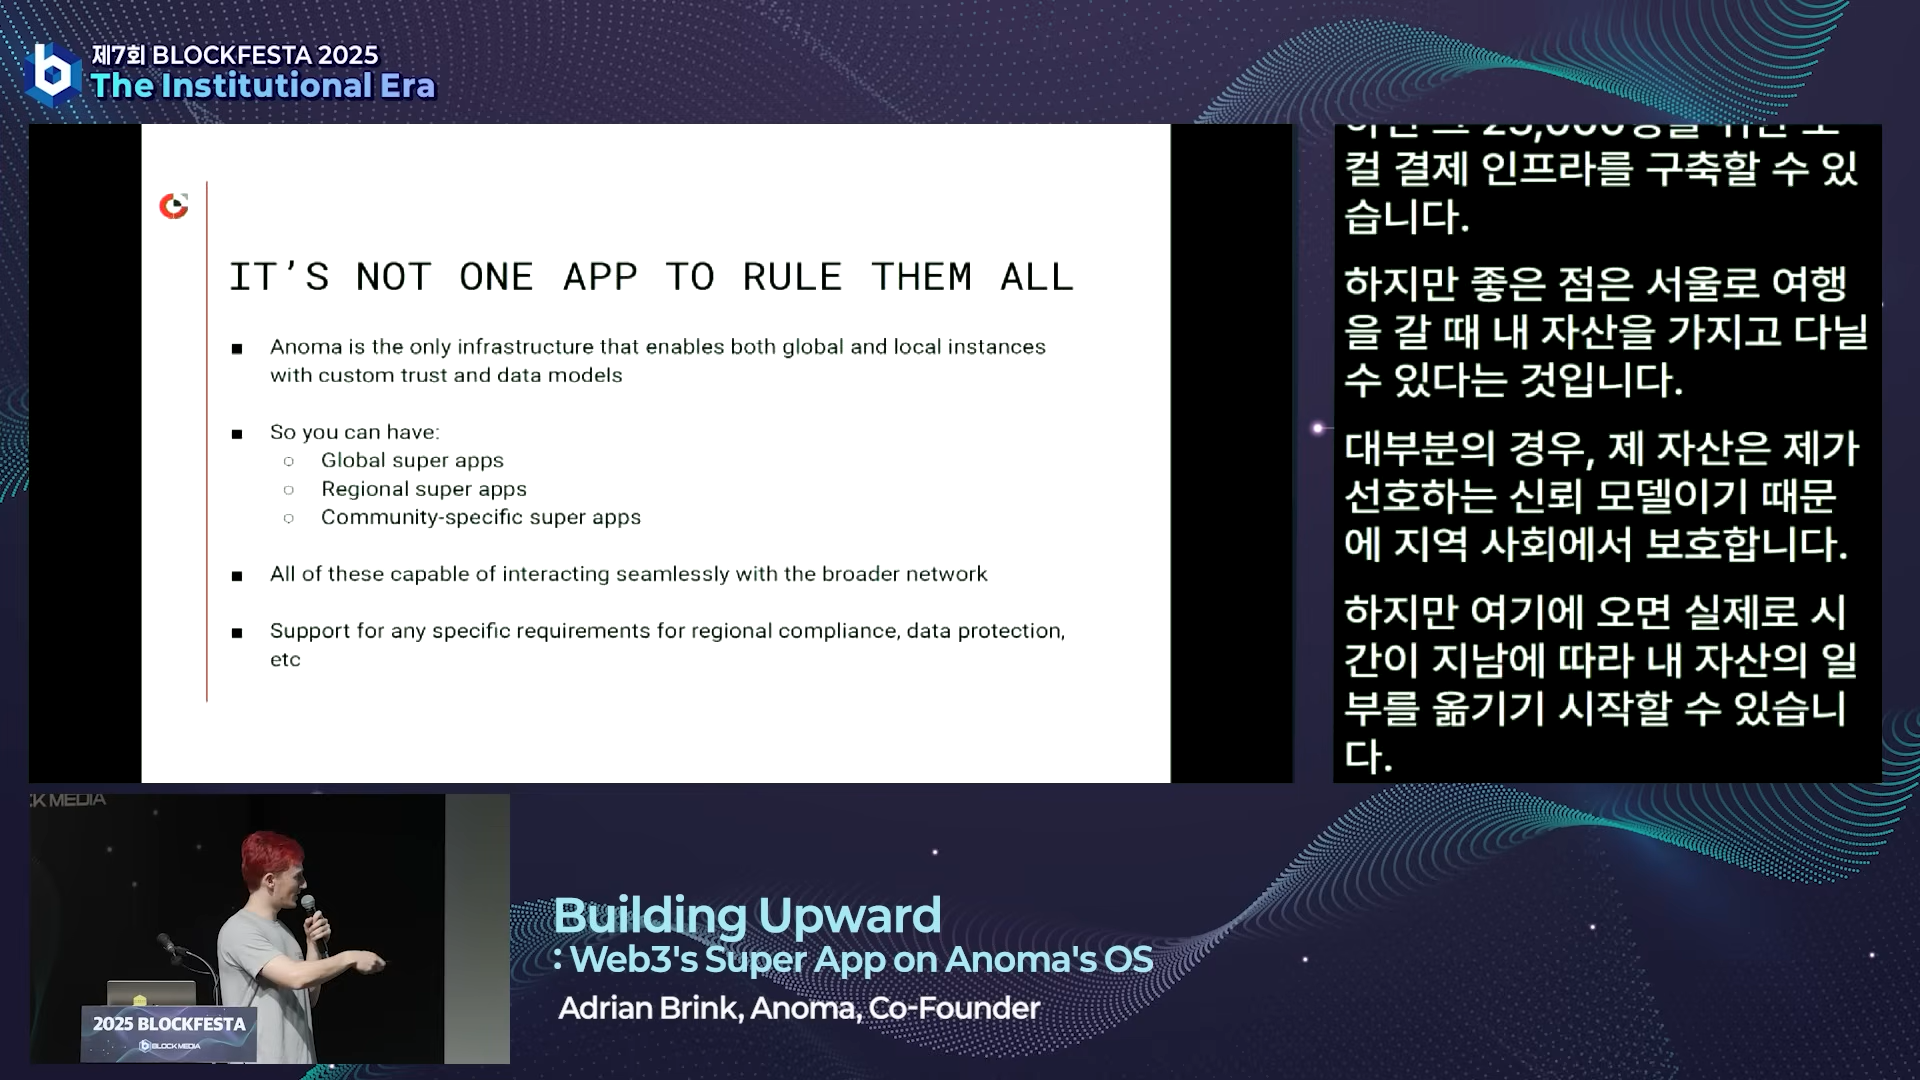 제7회 BLOCKFESTA 2025
The Institutional Era
IT’S NOT ONE APP TO RULE THEM ALL
Anoma is the only infrastructure that enables both global and local instances
with custom trust and data models
So you can have:
Global super apps
Regional super apps
Community-specific super apps
All of these capable of interacting seamlessly with the broader network
Support for any specific requirements for regional compliance, data protection,
etc
컬 결제 인프라를 구축할 수 있
습니다.
하지만 좋은 점은 서울로 여행
을 갈 때 내 자산을 가지고 다닐
수 있다는 것입니다.
대부분의 경우, 제 자산은 제가
선호하는 신뢰 모델이기 때문
에 지역 사회에서 보호합니다.
하지만 여기에 오면 실제로 시
간이 지남에 따라 내 자산의 일
부를 옮기기 시작할 수 있습니
다.
CK MEDIA
2025 BLOCKFESTA
BLOCKMEDIA
Building Upward
: Web3's Super App on Anoma's OS
Adrian Brink, Anoma, Co-Founder